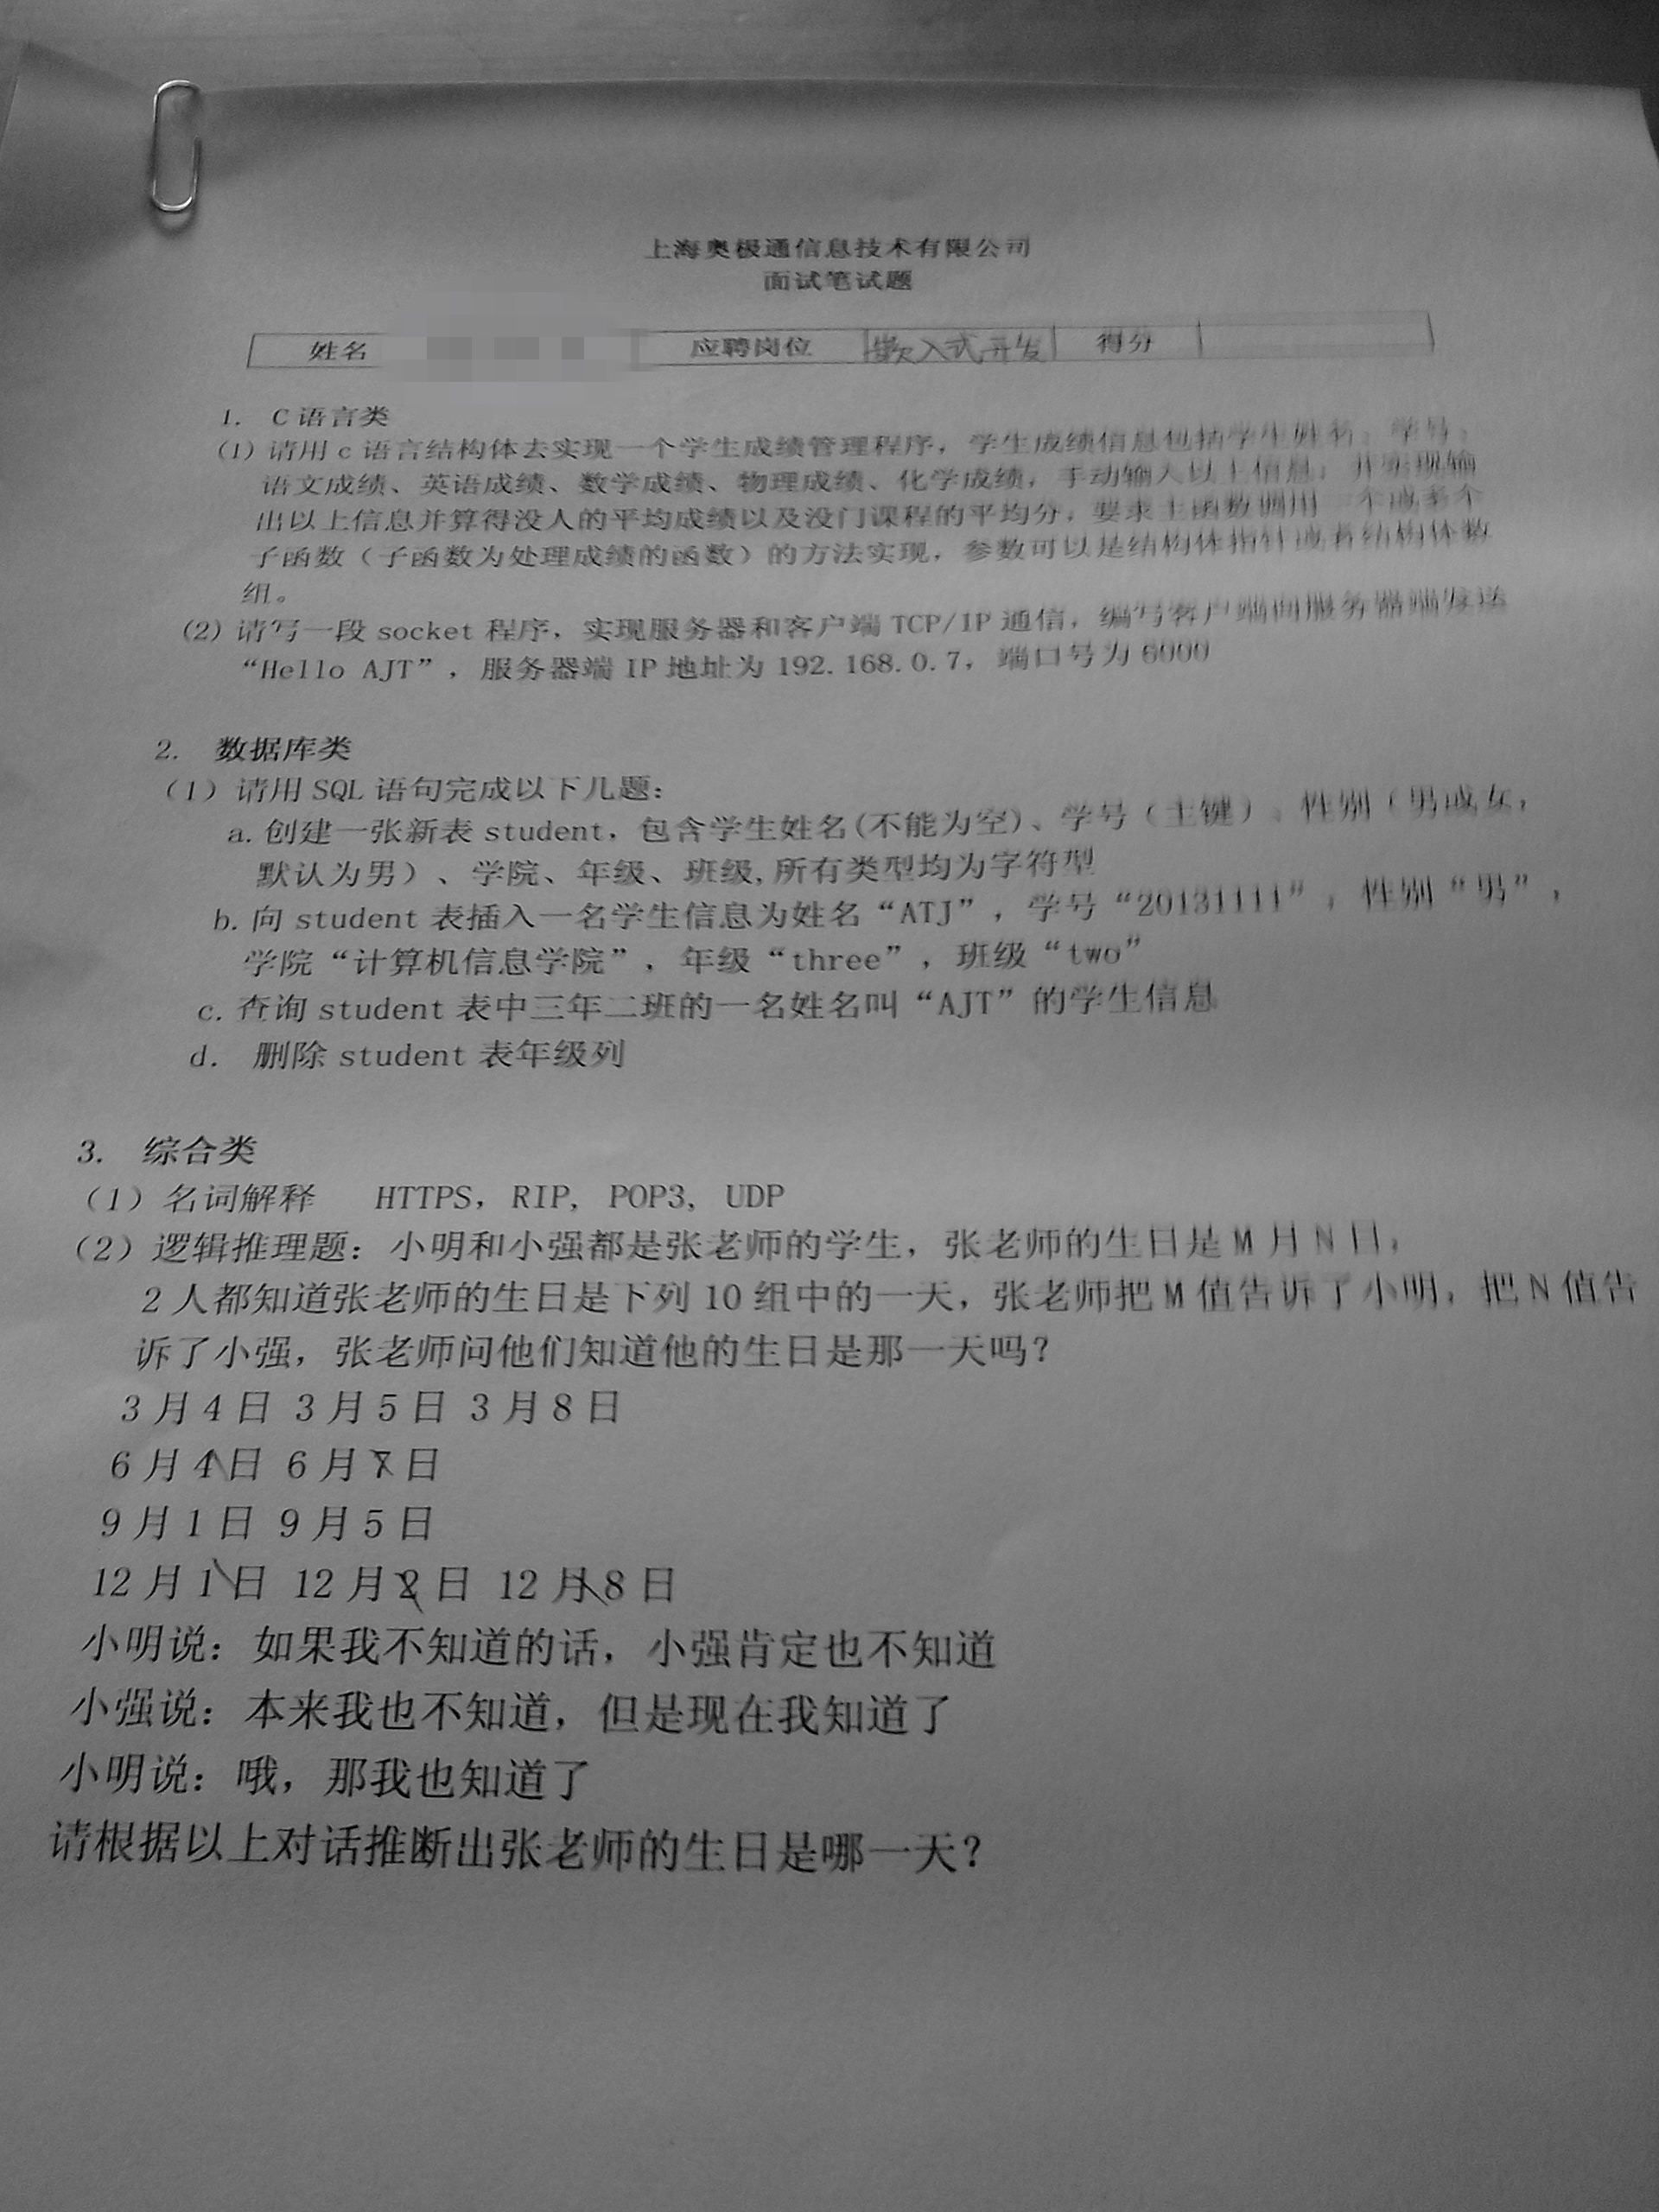 上海奥极通信息技术有限公司
面试笔试题
姓名 应聘岗位 嵌入式开发 得分
1. C 语言类
(1) 请用 c 语言结构体去实现一个学生成绩管理程序，学生成绩信息包括学生姓名、学号、
语文成绩、英语成绩、数学成绩、物理成绩、化学成绩，手动输入以上信息，并实现输
出以上信息并算得没人的平均成绩以及没门课程的平均分，要求主函数调用一个或多个
子函数（子函数为处理成绩的函数）的方法实现，参数可以是结构体指针或者结构体数
组。
(2) 请写一段 socket 程序，实现服务器和客户端 TCP/IP 通信，编写客户端向服务器端发送
“Hello AJT”，服务器端 IP 地址为 192.168.0.7，端口号为 6000
2. 数据库类
（1）请用 SQL 语句完成以下几题：
a. 创建一张新表 student，包含学生姓名(不能为空)、学号（主键）、性别（男或女，
默认为男）、学院、年级、班级,所有类型均为字符型
b. 向 student 表插入一名学生信息为姓名“ATJ”，学号“20131111”，性别“男”，
学院“计算机信息学院”，年级“three”，班级“two”
c. 查询 student 表中三年二班的一名姓名叫“AJT”的学生信息
d. 删除 student 表年级列
3. 综合类
（1）名词解释 HTTPS，RIP, POP3, UDP
（2）逻辑推理题：小明和小强都是张老师的学生，张老师的生日是 M 月 N 日，
2 人都知道张老师的生日是下列 10 组中的一天，张老师把 M 值告诉了小明，把 N 值告
诉了小强，张老师问他们知道他的生日是那一天吗？
3 月 4 日 3 月 5 日 3 月 8 日
6 月 4 日 6 月 7 日
9 月 1 日 9 月 5 日
12 月 1 日 12 月 2 日 12 月 8 日
小明说：如果我不知道的话，小强肯定也不知道
小强说：本来我也不知道，但是现在我知道了
小明说：哦，那我也知道了
请根据以上对话推断出张老师的生日是哪一天？